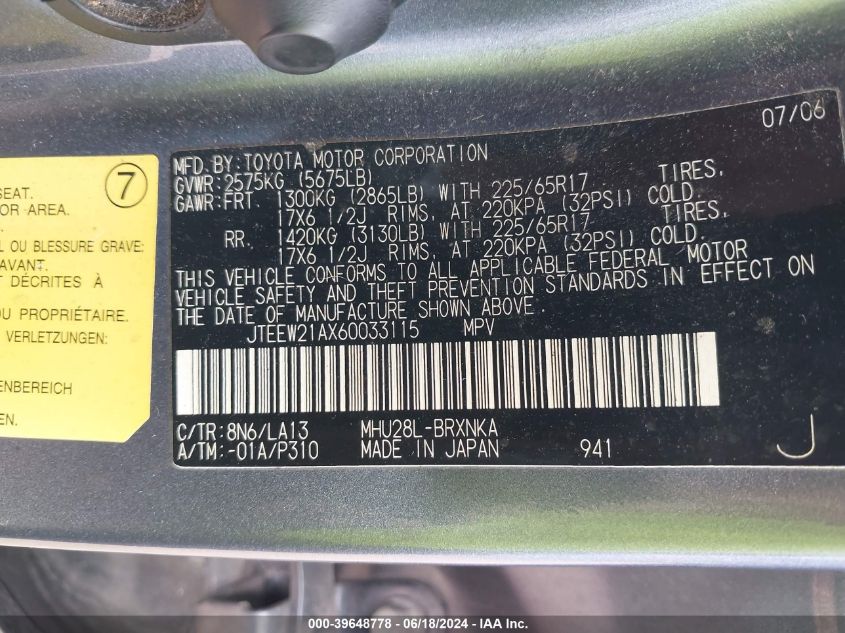 07/06
MFD.BY:TOYOTA MOTOR CORPORATION
GVWR:2575KG (5675LB)
GAWR:FRT. 1300KG (2865LB) WITH 225/65R17 TIRES,
17X6 1/2J RIMS, AT 220KPA (32PSI) COLD.
RR. 1420KG (3130LB) WITH 225/65R17 TIRES,
17X6 1/2J RIMS, AT 220KPA (32PSI) COLD.
THIS VEHICLE CONFORMS TO ALL APPLICABLE FEDERAL MOTOR
VEHICLE SAFETY AND THEFT PREVENTION STANDARDS IN EFFECT ON
THE DATE OF MANUFACTURE SHOWN ABOVE.
JTEEW21AX60033115 MPV
C/TR:8N6/LA13 MHU28L-BRXNKA
A/TM:-01A/P310 MADE IN JAPAN 941 J
7
SEAT.
OR AREA.
L OU BLESSURE GRAVE:
AVANT.
DÉCRITES À
DU PROPRIÉTAIRE.
VERLETZUNGEN.
ENBEREICH
EN.
000-39648778 - 06/18/2024 - IAA Inc.